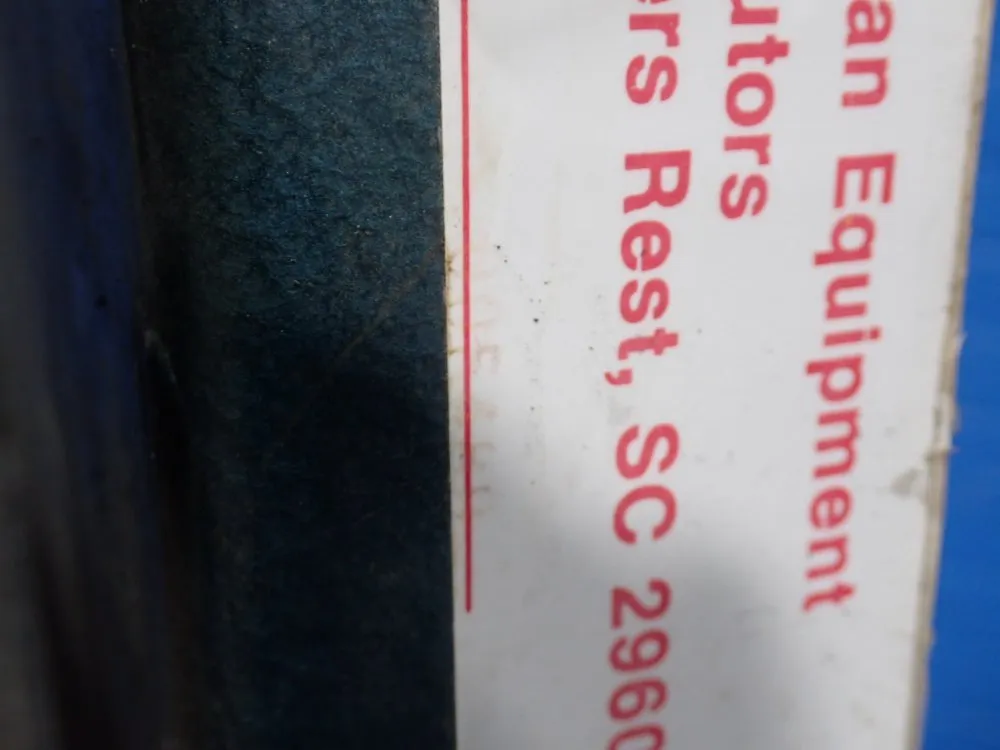 an Equipment
utors
ers Rest, SC 2960